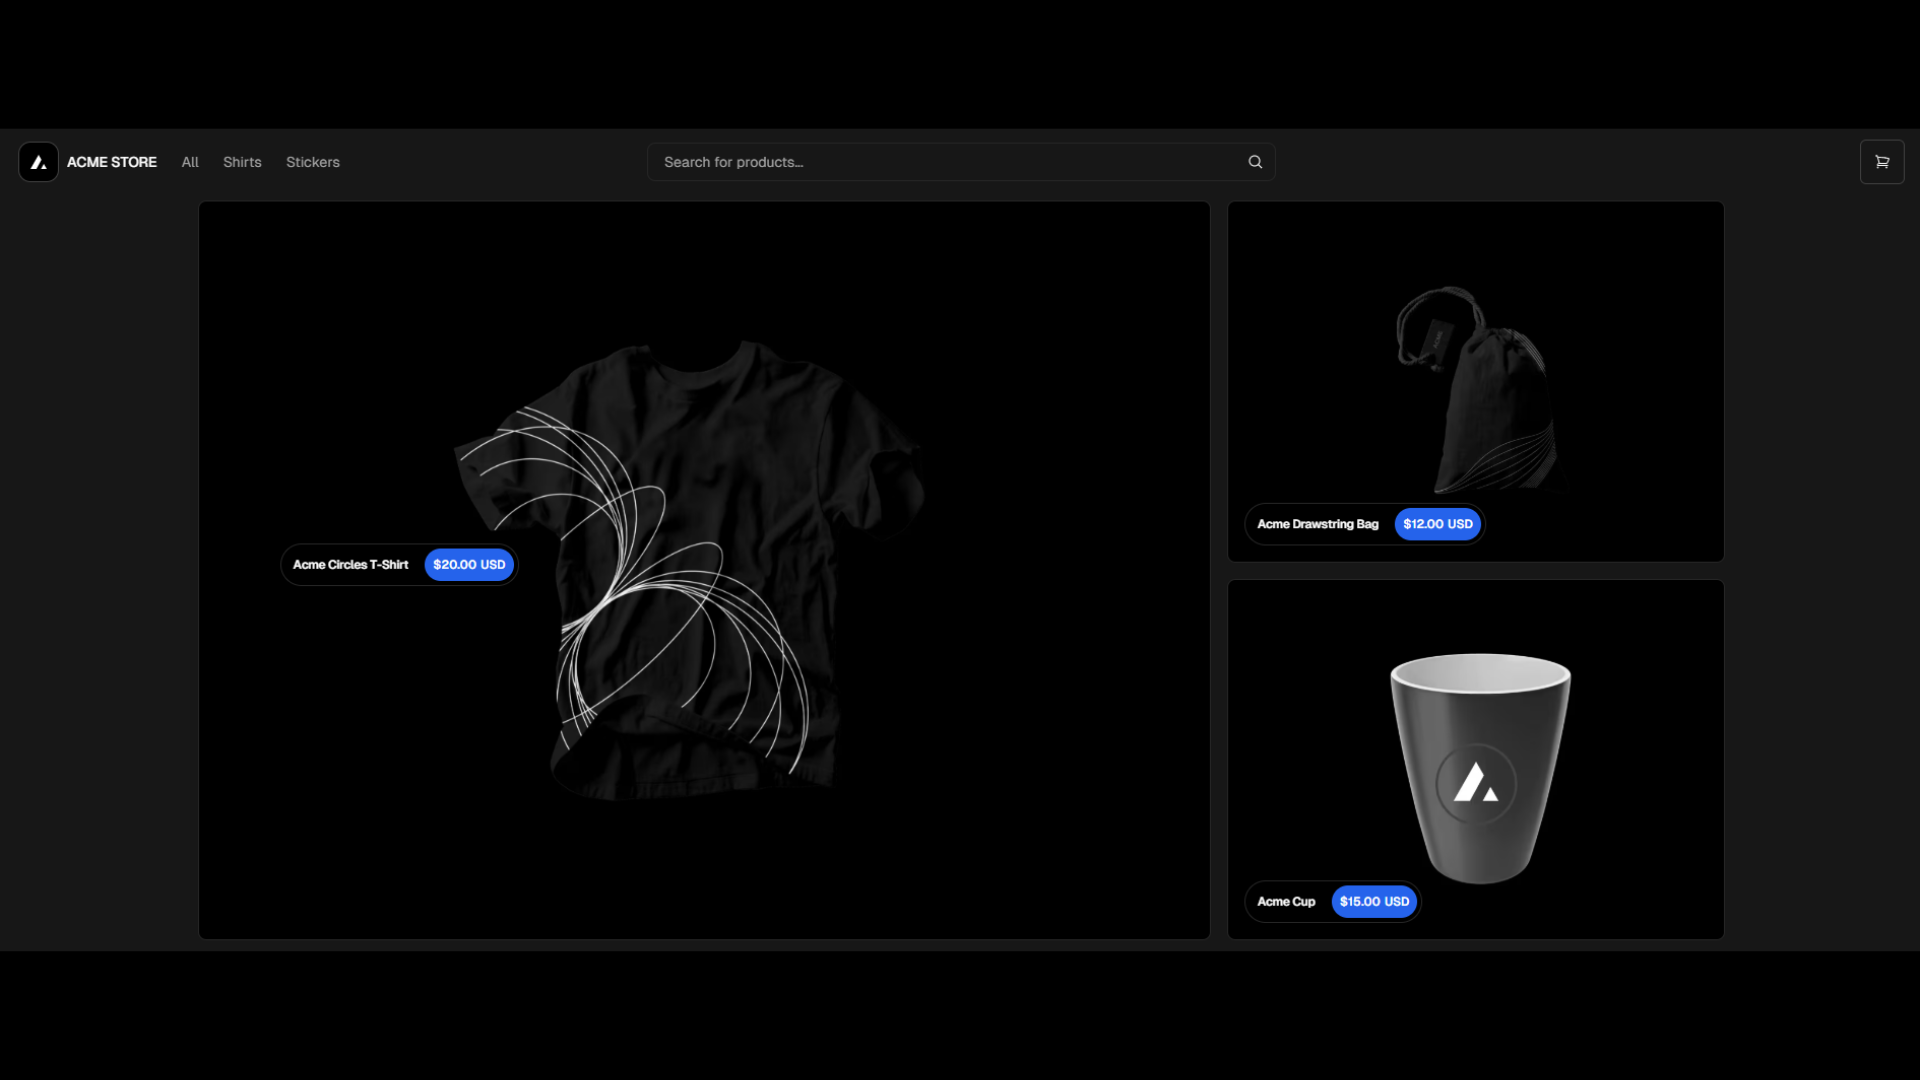 ACME STORE
All
Shirts
Stickers
Search for products...
Acme Circles T-Shirt
$20.00 USD
ACME
Acme Drawstring Bag
$12.00 USD
Acme Cup
$15.00 USD